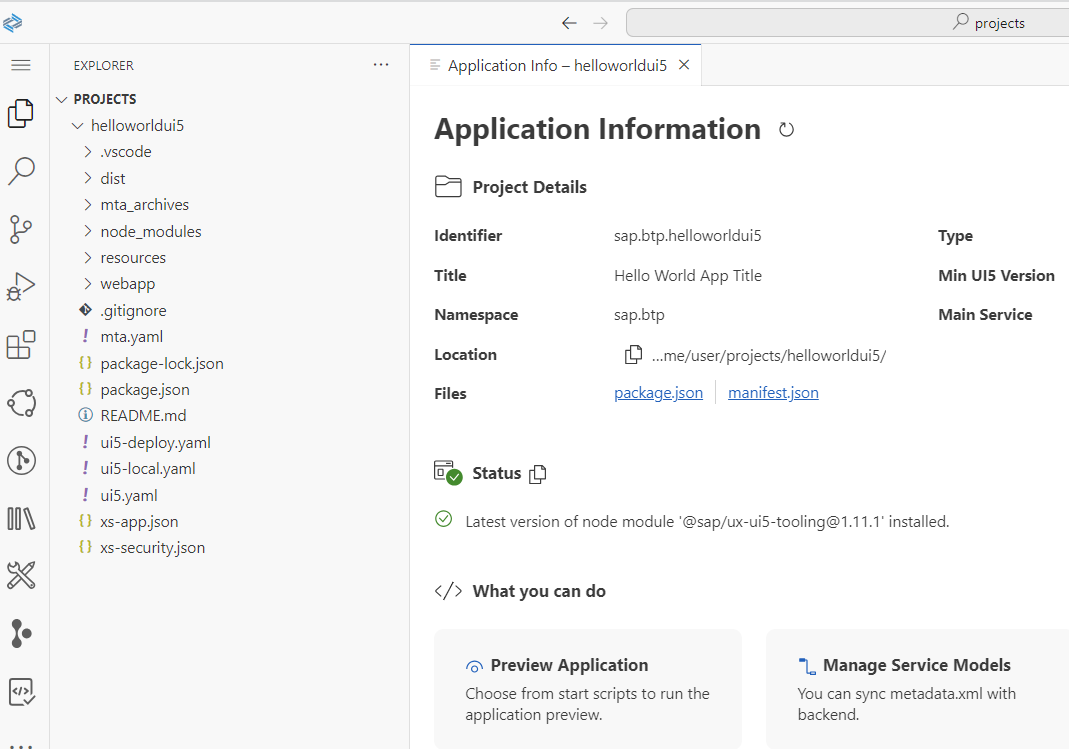 projects
EXPLORER
Application Info – helloworldui5
PROJECTS
helloworldui5
.vscode
dist
mta_archives
node_modules
resources
webapp
.gitignore
mta.yaml
package-lock.json
package.json
README.md
ui5-deploy.yaml
ui5-local.yaml
ui5.yaml
xs-app.json
xs-security.json
Application Information
Project Details
Identifier sap.btp.helloworldui5 Type
Title Hello World App Title Min UI5 Version
Namespace sap.btp Main Service
Location ...me/user/projects/helloworldui5/
Files package.json manifest.json
Status
Latest version of node module '@sap/ux-ui5-tooling@1.11.1' installed.
What you can do
Preview Application
Choose from start scripts to run the
application preview.
Manage Service Models
You can sync metadata.xml with
backend.